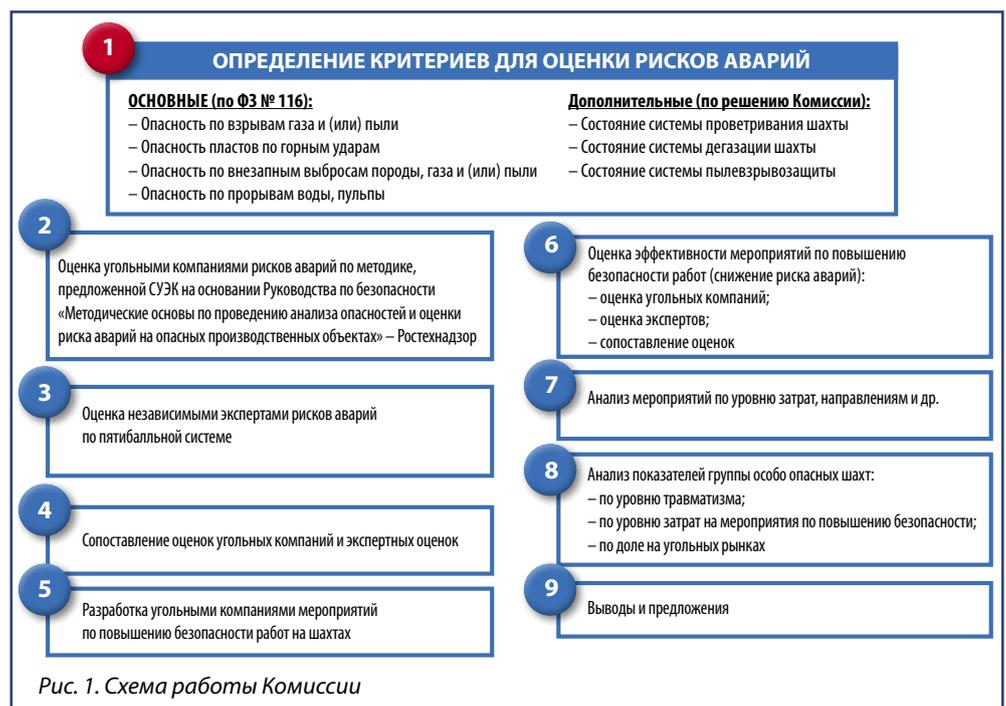 1
ОПРЕДЕЛЕНИЕ КРИТЕРИЕВ ДЛЯ ОЦЕНКИ РИСКОВ АВАРИЙ
ОСНОВНЫЕ (по ФЗ № 116):
– Опасность по взрывам газа и (или) пыли
– Опасность пластов по горным ударам
– Опасность по внезапным выбросам породы, газа и (или) пыли
– Опасность по прорывам воды, пульпы
Дополнительные (по решению Комиссии):
– Состояние системы проветривания шахты
– Состояние системы дегазации шахты
– Состояние системы пылевзрывозащиты
2
Оценка угольными компаниями рисков аварий по методике,
предложенной СУЭК на основании Руководства по безопасности
«Методические основы по проведению анализа опасностей и оценки
риска аварий на опасных производственных объектах» – Ростехнадзор
3
Оценка независимыми экспертами рисков аварий
по пятибалльной системе
4
Сопоставление оценок угольных компаний и экспертных оценок
5
Разработка угольными компаниями мероприятий
по повышению безопасности работ на шахтах
6
Оценка эффективности мероприятий по повышению
безопасности работ (снижение риска аварий):
– оценка угольных компаний;
– оценка экспертов;
– сопоставление оценок
7
Анализ мероприятий по уровню затрат, направлениям и др.
8
Анализ показателей группы особо опасных шахт:
– по уровню травматизма;
– по уровню затрат на мероприятия по повышению безопасности;
– по доле на угольных рынках
9
Выводы и предложения
Рис. 1. Схема работы Комиссии